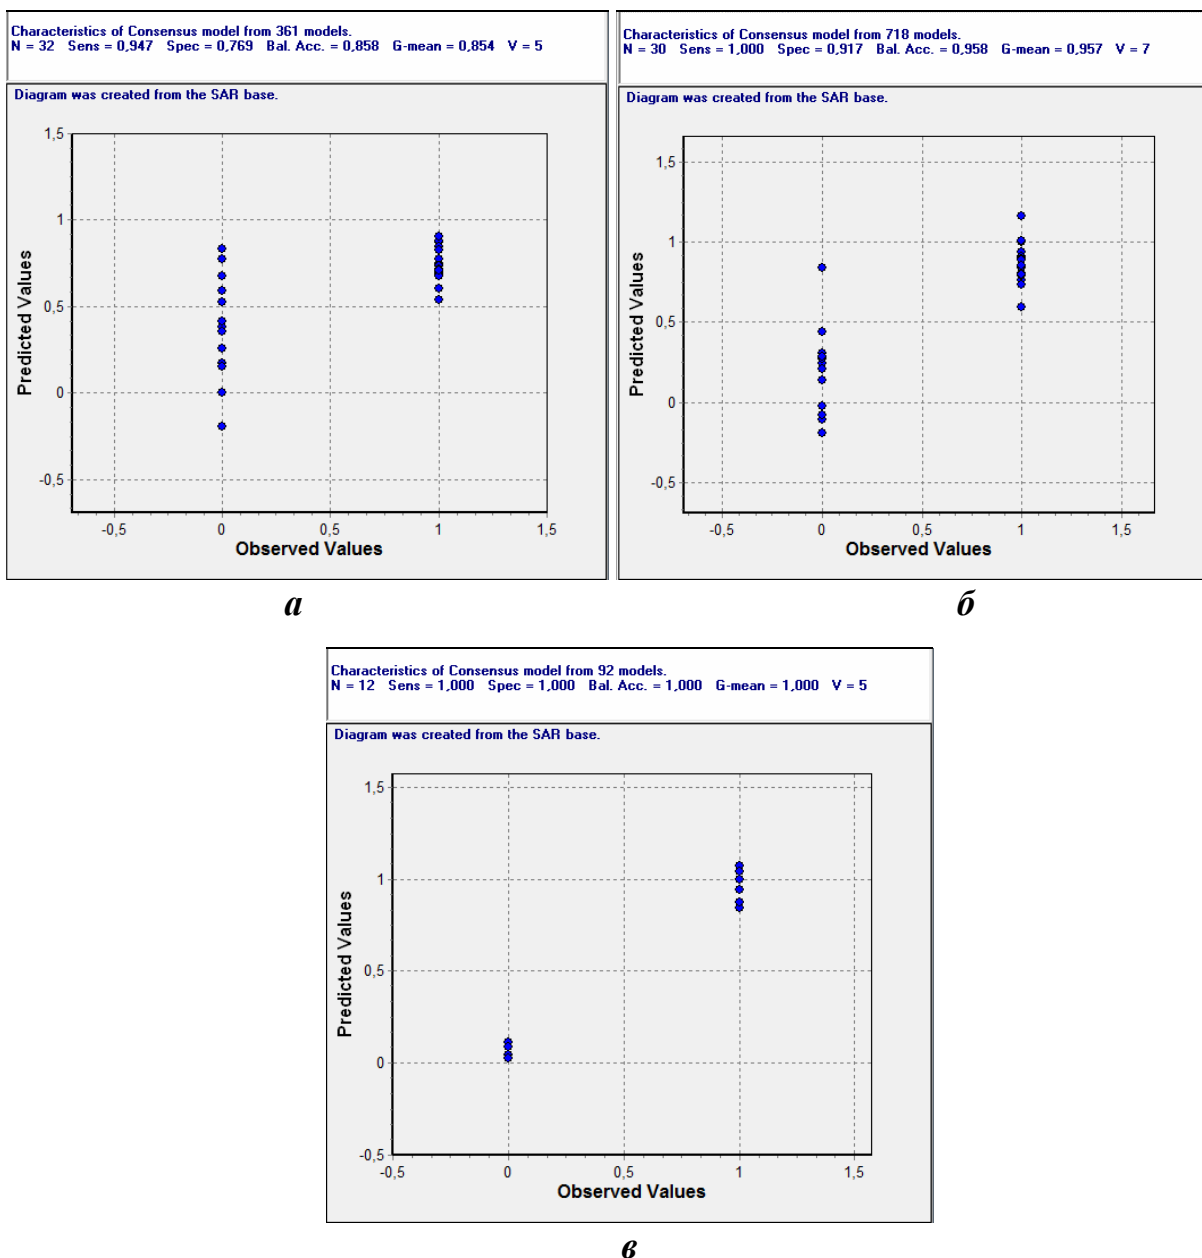 Characteristics of Consensus model from 361 models.
N = 32 Sens = 0,947 Spec = 0,769 Bal. Acc. = 0,858 G-mean = 0,854 V = 5
Diagram was created from the SAR base.
1,5
1
0,5
0
-0,5
Predicted Values
-0,5 0 0,5 1 1,5
Observed Values
а
Characteristics of Consensus model from 718 models.
N = 30 Sens = 1,000 Spec = 0,917 Bal. Acc. = 0,958 G-mean = 0,957 V = 7
Diagram was created from the SAR base.
1,5
1
0,5
0
-0,5
Predicted Values
-0,5 0 0,5 1 1,5
Observed Values
б
Characteristics of Consensus model from 92 models.
N = 12 Sens = 1,000 Spec = 1,000 Bal. Acc. = 1,000 G-mean = 1,000 V = 5
Diagram was created from the SAR base.
1,5
1
0,5
0
-0,5
Predicted Values
-0,5 0 0,5 1 1,5
Observed Values
в